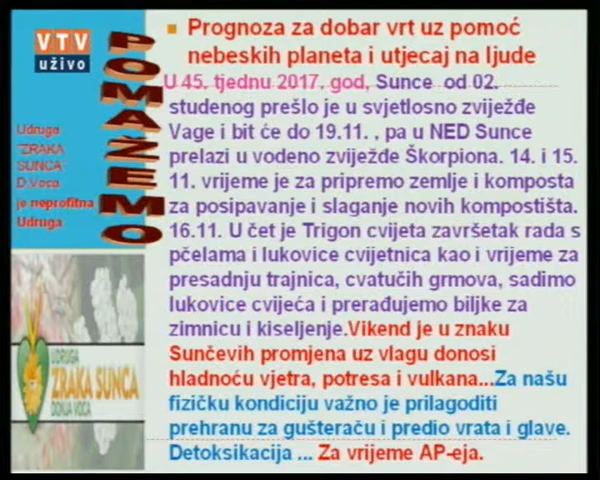 VTV
uživo
POMAŽEMO
Udruga
"ZRAKA
SUNCA"
D.Voća
je neprofitna
Udruga
UDRUGA
ZRAKA SUNCA
DONJA VOĆA
Prognoza za dobar vrt uz pomoć
nebeskih planeta i utjecaj na ljude
U 45. tjednu 2017. god, Sunce od 02.
studenog prešlo je u svjetlosno zviježđe
Vage i bit će do 19.11. , pa u NED Sunce
prelazi u vodeno zviježđe Škorpiona. 14. i 15.
11. vrijeme je za pripremo zemlje i komposta
za posipavanje i slaganje novih kompostišta.
16.11. U čet je Trigon cvijeta završetak rada s
pčelama i lukovice cvijetnica kao i vrijeme za
presadnju trajnica, cvatučih grmova, sadimo
lukovice cvijeća i prerađujemo biljke za
zimnicu i kiseljenje.Vikend je u znaku
Sunčevih promjena uz vlagu donosi
hladnoću vjetra, potresa i vulkana...Za našu
fizičku kondiciju važno je prilagoditi
prehranu za gušteraču i predio vrata i glave.
Detoksikacija ... Za vrijeme AP-eja.